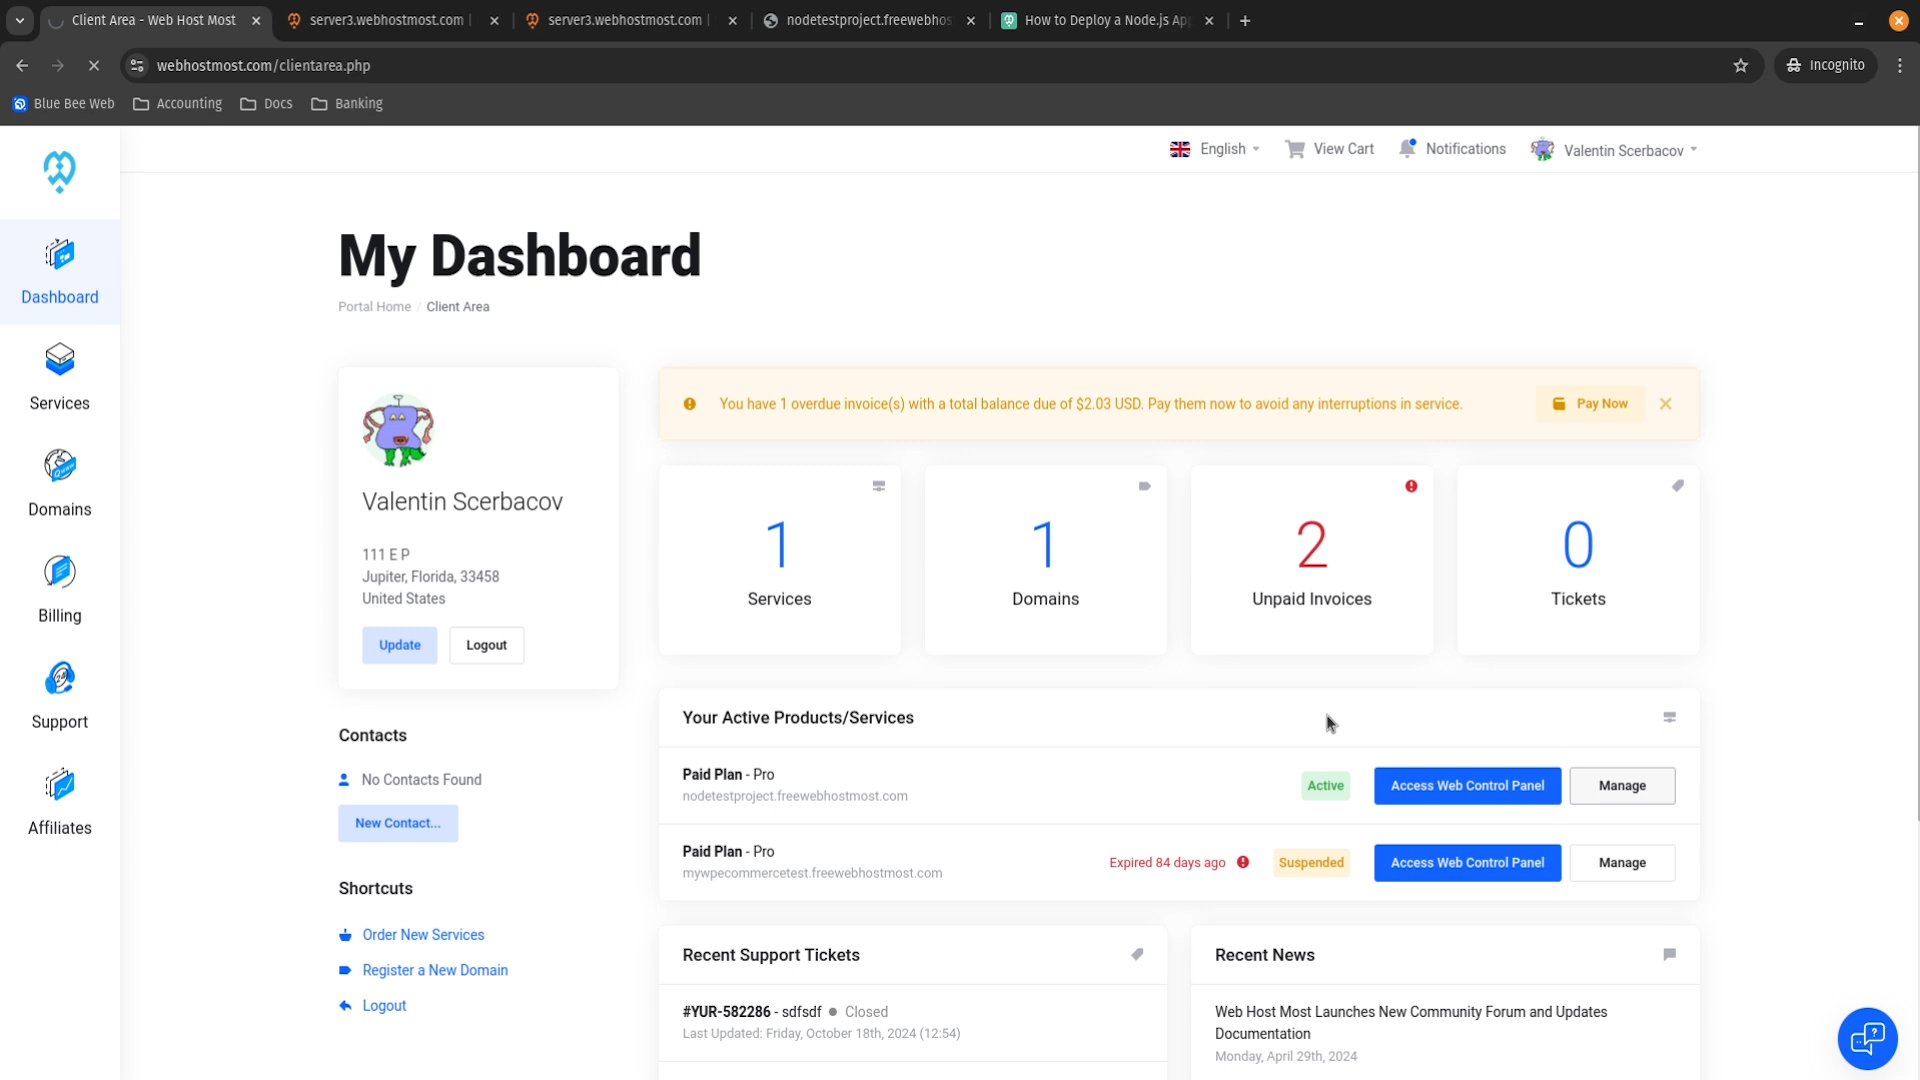 Client Area - Web Host Most
server3.webhostmost.com |
server3.webhostmost.com |
nodetestproject.freewebhos
How to Deploy a Node.js Ap
webhostmost.com/clientarea.php
Incognito
Blue Bee Web
Accounting
Docs
Banking
English
View Cart
Notifications
Valentin Scerbacov
Dashboard
Services
Domains
Billing
Support
Affiliates
My Dashboard
Portal Home / Client Area
Valentin Scerbacov
111 E P
Jupiter, Florida, 33458
United States
Update
Logout
Contacts
No Contacts Found
New Contact...
Shortcuts
Order New Services
Register a New Domain
Logout
You have 1 overdue invoice(s) with a total balance due of $2.03 USD. Pay them now to avoid any interruptions in service.
Pay Now
1
Services
1
Domains
2
Unpaid Invoices
0
Tickets
Your Active Products/Services
Paid Plan - Pro
nodetestproject.freewebhostmost.com
Active
Access Web Control Panel
Manage
Paid Plan - Pro
mywpecommercetest.freewebhostmost.com
Expired 84 days ago
Suspended
Access Web Control Panel
Manage
Recent Support Tickets
#YUR-582286 - sdfsdf ● Closed
Last Updated: Friday, October 18th, 2024 (12:54)
Recent News
Web Host Most Launches New Community Forum and Updates
Documentation
Monday, April 29th, 2024